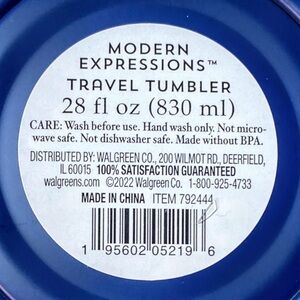 MODERN
EXPRESSIONS™
TRAVEL TUMBLER
28 fl oz (830 ml)
CARE: Wash before use. Hand wash only. Not micro-
wave safe. Not dishwasher safe. Made without BPA.
DISTRIBUTED BY: WALGREEN CO., 200 WILMOT RD., DEERFIELD,
IL 60015 100% SATISFACTION GUARANTEED
walgreens.com ©2022 Walgreen Co. 1-800-925-4733
MADE IN CHINA ITEM 792444
1 95602 05219 6